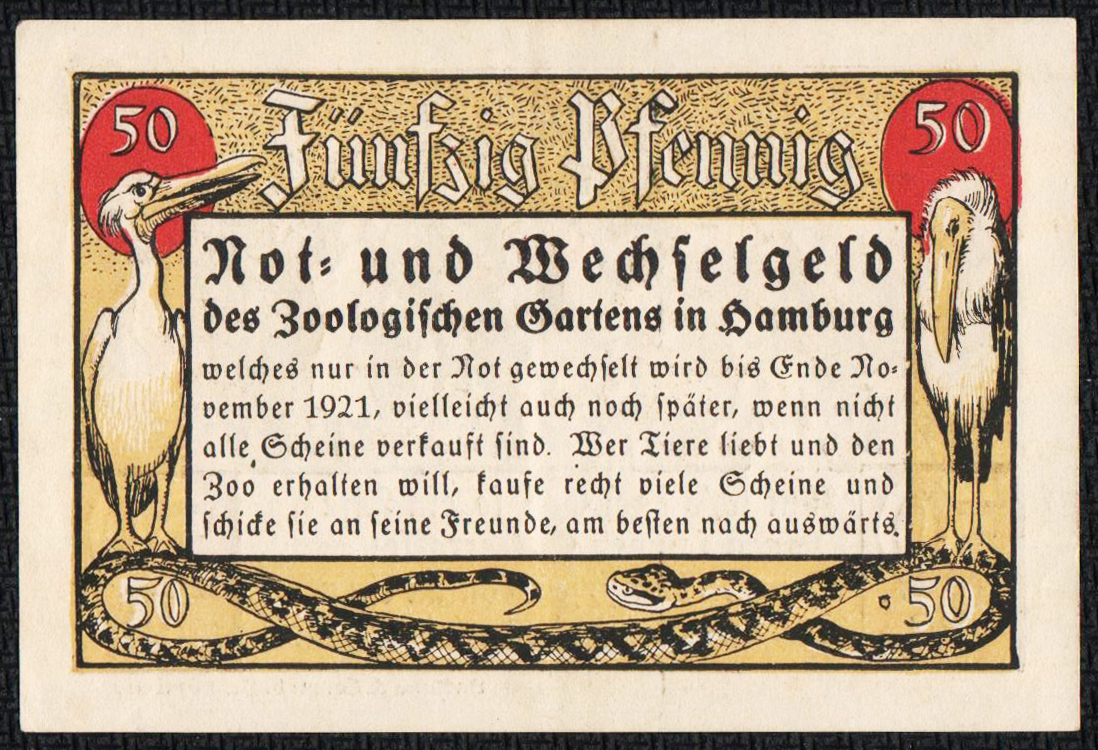 50 Fünfzig Pfennig 50
Not- und Wechselgeld
des Zoologischen Gartens in Hamburg
welches nur in der Not gewechselt wird bis Ende No-
vember 1921, vielleicht auch noch später, wenn nicht
alle Scheine verkauft sind. Wer Tiere liebt und den
Zoo erhalten will, kaufe recht viele Scheine und
schicke sie an seine Freunde, am besten nach auswärts.
50 50